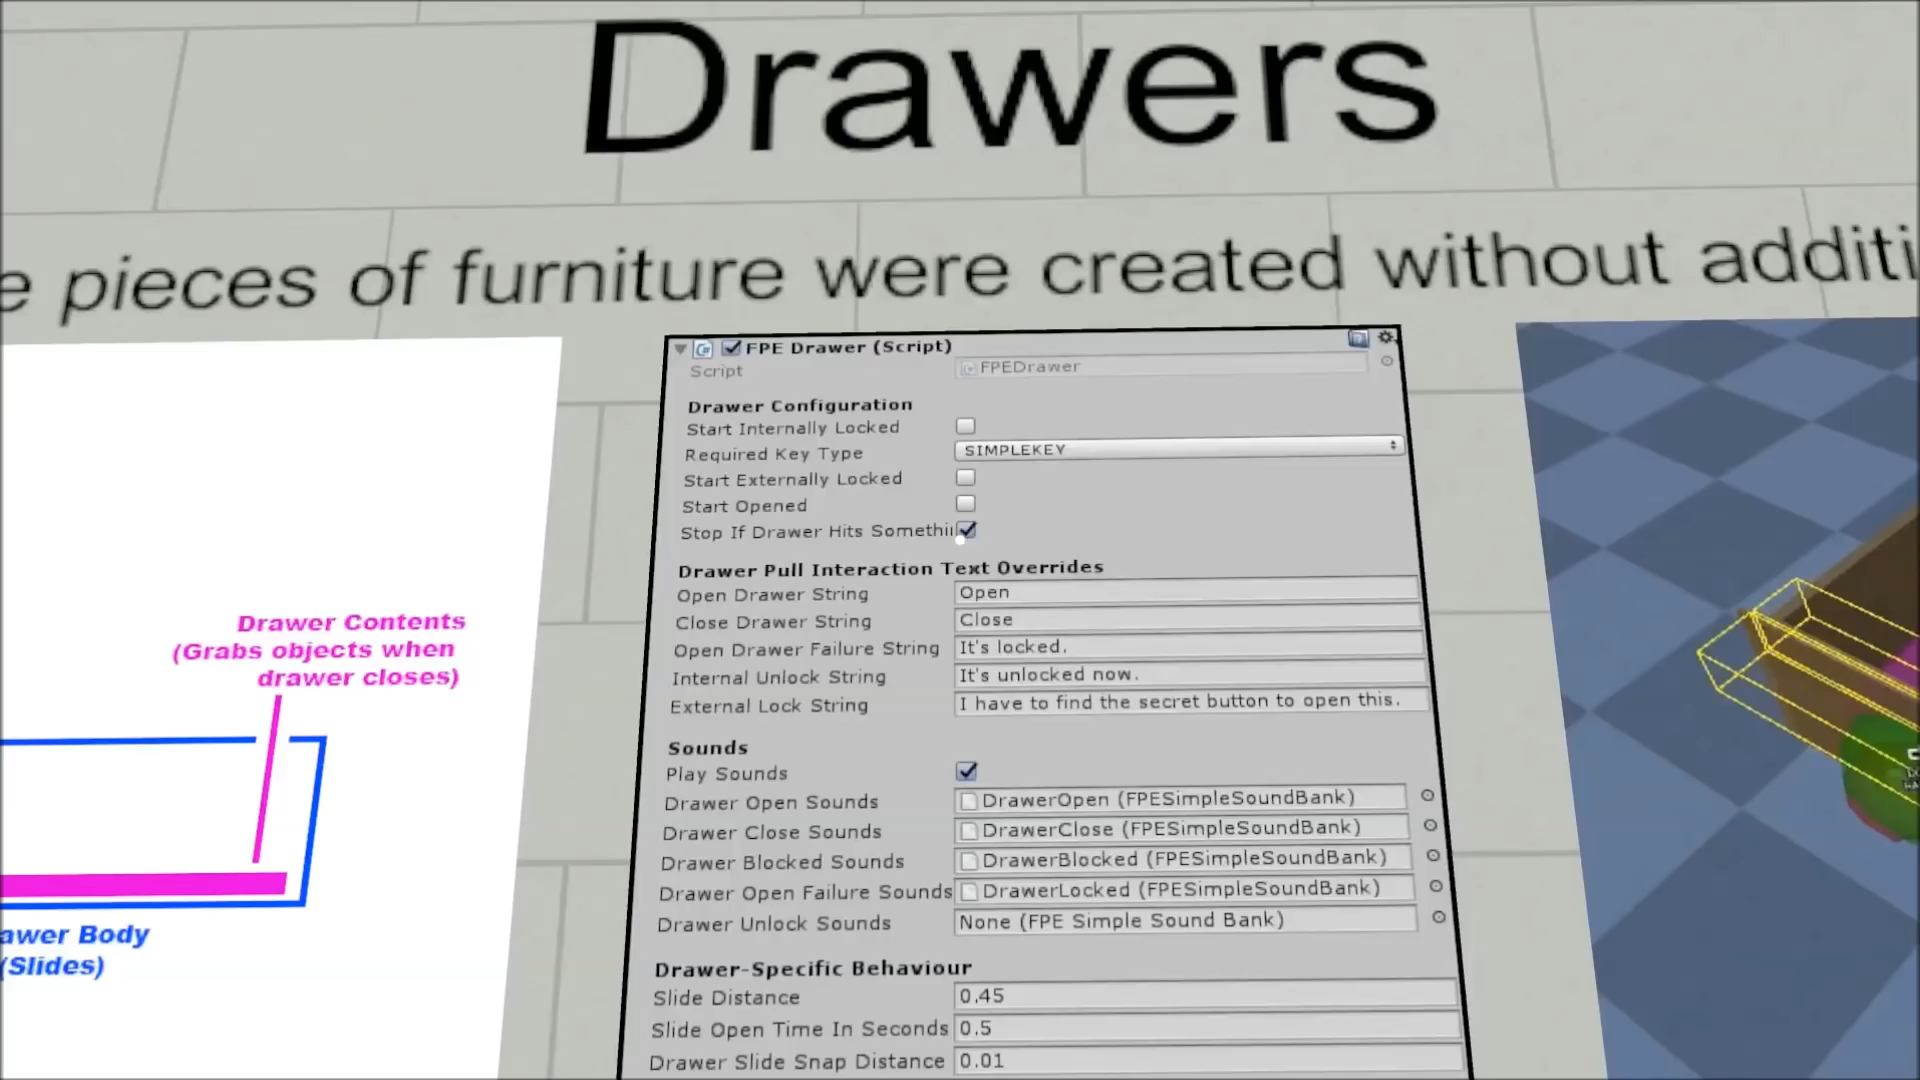 Drawers
e pieces of furniture were created without additi
FPE Drawer (Script)
Script FPEDrawer
Drawer Configuration
Start Internally Locked
Required Key Type SIMPLEKEY
Start Externally Locked
Start Opened
Stop If Drawer Hits Somethi
Drawer Pull Interaction Text Overrides
Open Drawer String Open
Close Drawer String Close
Open Drawer Failure String It's locked.
Internal Unlock String It's unlocked now.
External Lock String I have to find the secret button to open this.
Sounds
Play Sounds
Drawer Open Sounds DrawerOpen (FPESimpleSoundBank)
Drawer Close Sounds DrawerClose (FPESimpleSoundBank)
Drawer Blocked Sounds DrawerBlocked (FPESimpleSoundBank)
Drawer Open Failure Sounds DrawerLocked (FPESimpleSoundBank)
Drawer Unlock Sounds None (FPE Simple Sound Bank)
Drawer-Specific Behaviour
Slide Distance 0.45
Slide Open Time In Seconds 0.5
Drawer Slide Snap Distance 0.01
Drawer Contents
(Grabs objects when
drawer closes)
awer Body
(Slides)